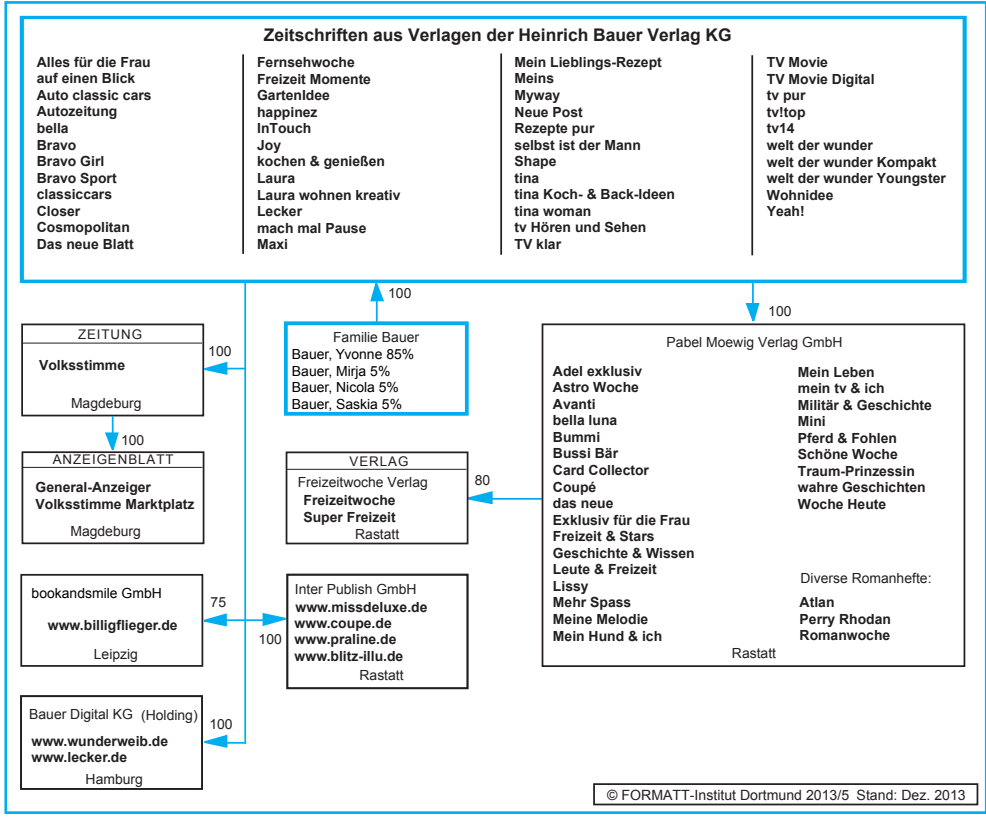 Zeitschriften aus Verlagen der Heinrich Bauer Verlag KG
Alles für die Frau
auf einen Blick
Auto classic cars
Autozeitung
bella
Bravo
Bravo Girl
Bravo Sport
classiccars
Closer
Cosmopolitan
Das neue Blatt
Fernsehwoche
Freizeit Momente
GartenIdee
happinez
InTouch
Joy
kochen & genießen
Laura
Laura wohnen kreativ
Lecker
mach mal Pause
Maxi
Mein Lieblings-Rezept
Meins
Myway
Neue Post
Rezepte pur
selbst ist der Mann
Shape
tina
tina Koch- & Back-Ideen
tina woman
tv Hören und Sehen
TV klar
TV Movie
TV Movie Digital
tv pur
tv!top
tv14
welt der wunder
welt der wunder Kompakt
welt der wunder Youngster
Wohnidee
Yeah!
100
100
ZEITUNG
Volksstimme
Magdeburg
100
100
ANZEIGENBLATT
General-Anzeiger
Volksstimme Marktplatz
Magdeburg
Familie Bauer
Bauer, Yvonne 85%
Bauer, Mirja 5%
Bauer, Nicola 5%
Bauer, Saskia 5%
VERLAG
Freizeitwoche Verlag
Freizeitwoche
Super Freizeit
Rastatt
80
Pabel Moewig Verlag GmbH
Adel exklusiv
Astro Woche
Avanti
bella luna
Bummi
Bussi Bär
Card Collector
Coupé
das neue
Exklusiv für die Frau
Freizeit & Stars
Geschichte & Wissen
Leute & Freizeit
Lissy
Mehr Spass
Meine Melodie
Mein Hund & ich
Mein Leben
mein tv & ich
Militär & Geschichte
Mini
Pferd & Fohlen
Schöne Woche
Traum-Prinzessin
wahre Geschichten
Woche Heute
Diverse Romanhefte:
Atlan
Perry Rhodan
Romanwoche
Rastatt
bookandsmile GmbH
www.billigflieger.de
Leipzig
75
100
Inter Publish GmbH
www.missdeluxe.de
www.coupe.de
www.praline.de
www.blitz-illu.de
Rastatt
Bauer Digital KG (Holding)
www.wunderweib.de
www.lecker.de
Hamburg
100
© FORMATT-Institut Dortmund 2013/5 Stand: Dez. 2013